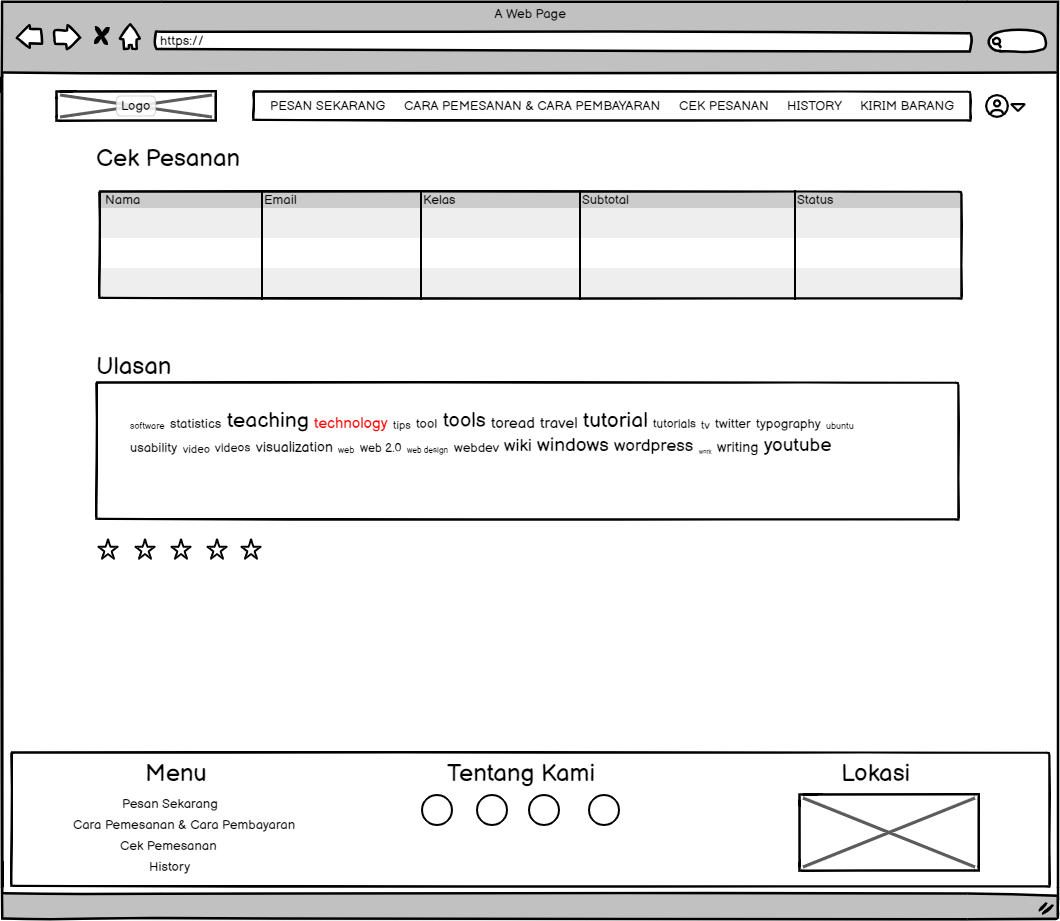 A Web Page
https://
Logo
PESAN SEKARANG CARA PEMESANAN & CARA PEMBAYARAN CEK PESANAN HISTORY KIRIM BARANG
Cek Pesanan
Nama Email Kelas Subtotal Status
Ulasan
software statistics teaching technology tips tool tools toread travel tutorial tutorials tv twitter typography ubuntu
usability video videos visualization web web 2.0 web design webdev wiki windows wordpress work writing youtube
Menu
Pesan Sekarang
Cara Pemesanan & Cara Pembayaran
Cek Pemesanan
History
Tentang Kami
Lokasi